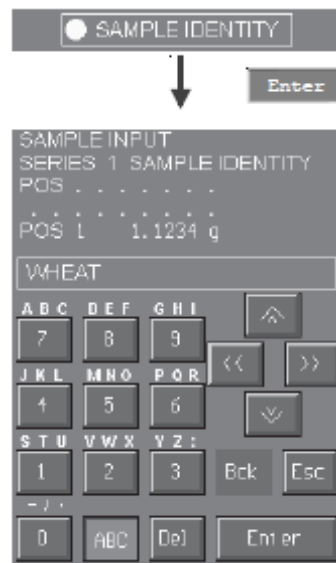 SAMPLE IDENTITY
Enter
SAMPLE INPUT
SERIES 1 SAMPLE IDENTITY
POS . . . . . . .
. . . . . . . . .
POS 1 1.1234 g
WHEAT
A B C D E F G H I
7 8 9
<< >>
J K L M N O P Q R
4 5 6
S T U V W X Y Z :
1 2 3 Bck Esc
- / ,
0 ABC Del Enter